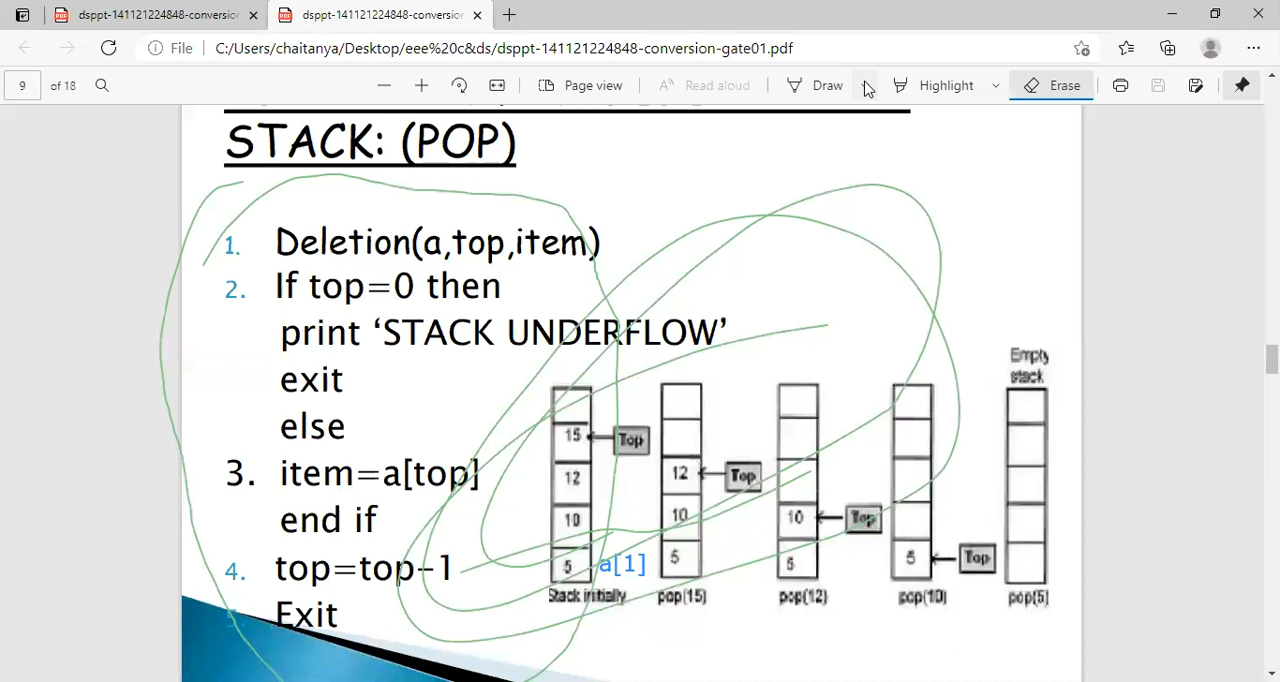 dsppt-141121224848-conversion
dsppt-141121224848-conversion
File
C:/Users/chaitanya/Desktop/eee%20c&ds/dsppt-141121224848-conversion-gate01.pdf
9 of 18
Page view
Read aloud
Draw
Highlight
Erase
STACK: (POP)
1. Deletion(a,top,item)
2. If top=0 then
print ‘STACK UNDERFLOW’
exit
else
3. item=a[top]
end if
4. top=top-1
5. Exit
15
12
10
5
Top
a[1]
Stack initially
12
10
5
Top
pop(15)
10
5
Top
pop(12)
5
Top
pop(10)
Empty
stack
pop(5)